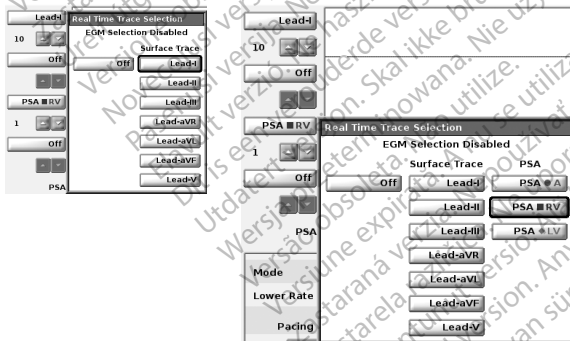 Lead-I
10
Off
PSA ■ RV
1
Off
PSA
Real Time Trace Selection
EGM Selection Disabled
Surface Trace
Off
Lead-I
Lead-II
Lead-III
Lead-aVR
Lead-aVL
Lead-aVF
Lead-V
Lead-I
10
Off
PSA ■ RV
1
Off
PSA
Mode
Lower Rate
Pacing
Real Time Trace Selection
EGM Selection Disabled
Surface Trace PSA
Off Lead-I PSA ● A
Lead-II PSA ■ RV
Lead-III PSA ◆ LV
Lead-aVR
Lead-aVL
Lead-aVF
Lead-V